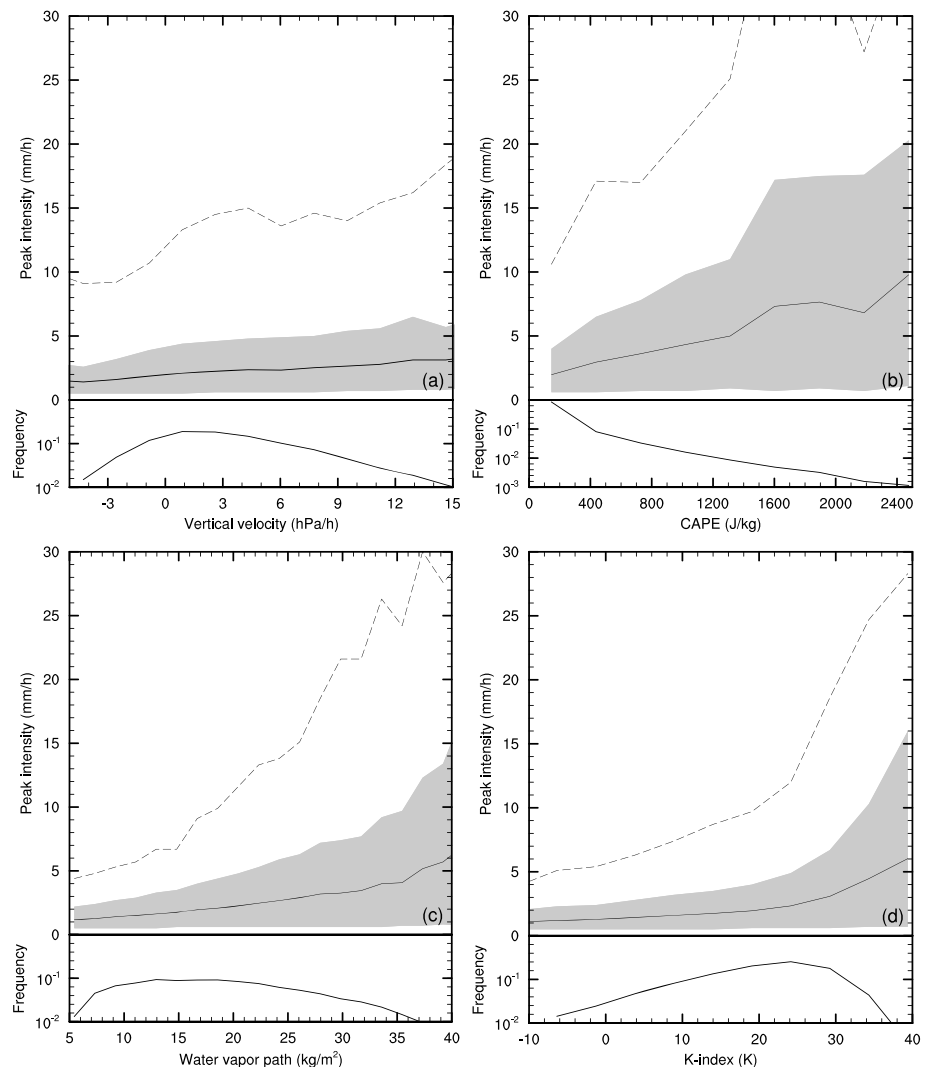 30
25
20
15
10
5
0
Peak intensity (mm/h)
(a)
Frequency
10-1
10-2
-3 0 3 6 9 12 15
Vertical velocity (hPa/h)
30
25
20
15
10
5
0
Peak intensity (mm/h)
(b)
Frequency
10-1
10-2
10-3
0 400 800 1200 1600 2000 2400
CAPE (J/kg)
30
25
20
15
10
5
0
Peak intensity (mm/h)
(c)
Frequency
10-1
10-2
5 10 15 20 25 30 35 40
Water vapor path (kg/m2)
30
25
20
15
10
5
0
Peak intensity (mm/h)
(d)
Frequency
10-1
10-2
-10 0 10 20 30 40
K-index (K)